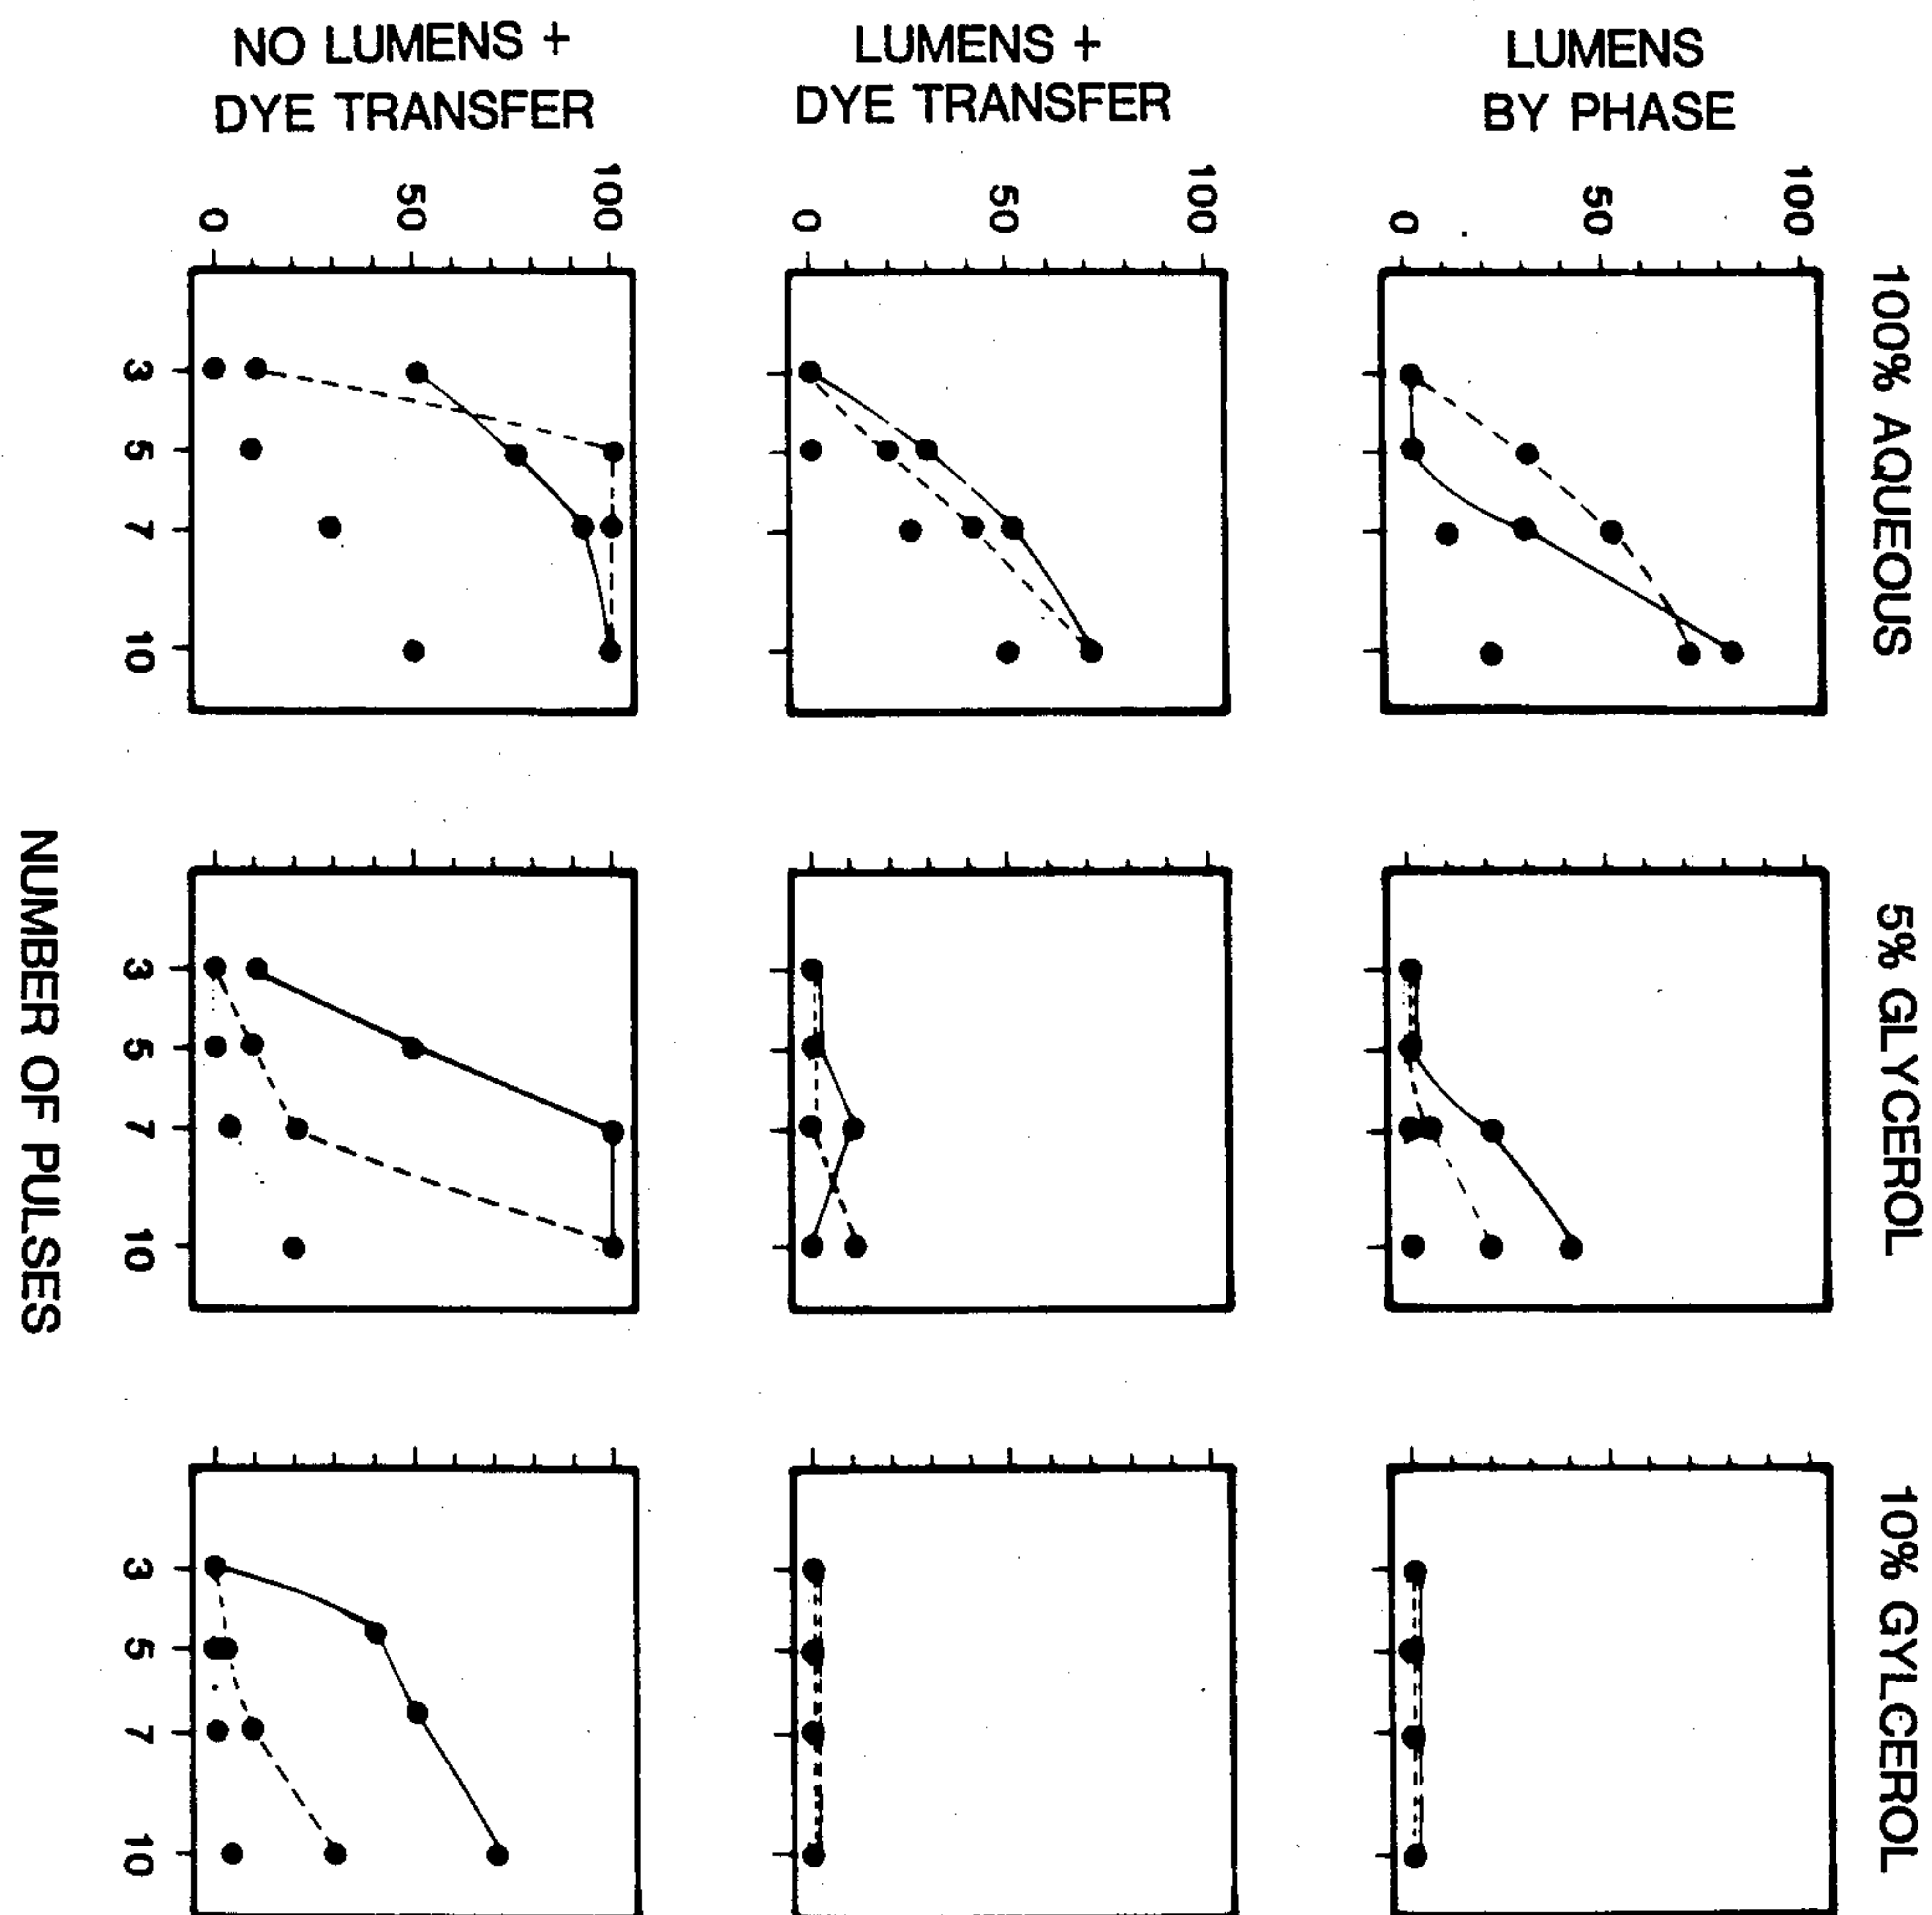 NO LUMENS +
DYE TRANSFER
LUMENS +
DYE TRANSFER
LUMENS
BY PHASE
0
50
100
0
50
100
0
50
100
100% AQUEOUS
3
5
7
10
5% GLYCEROL
3
5
7
10
10% GYLCEROL
3
5
7
10
NUMBER OF PULSES